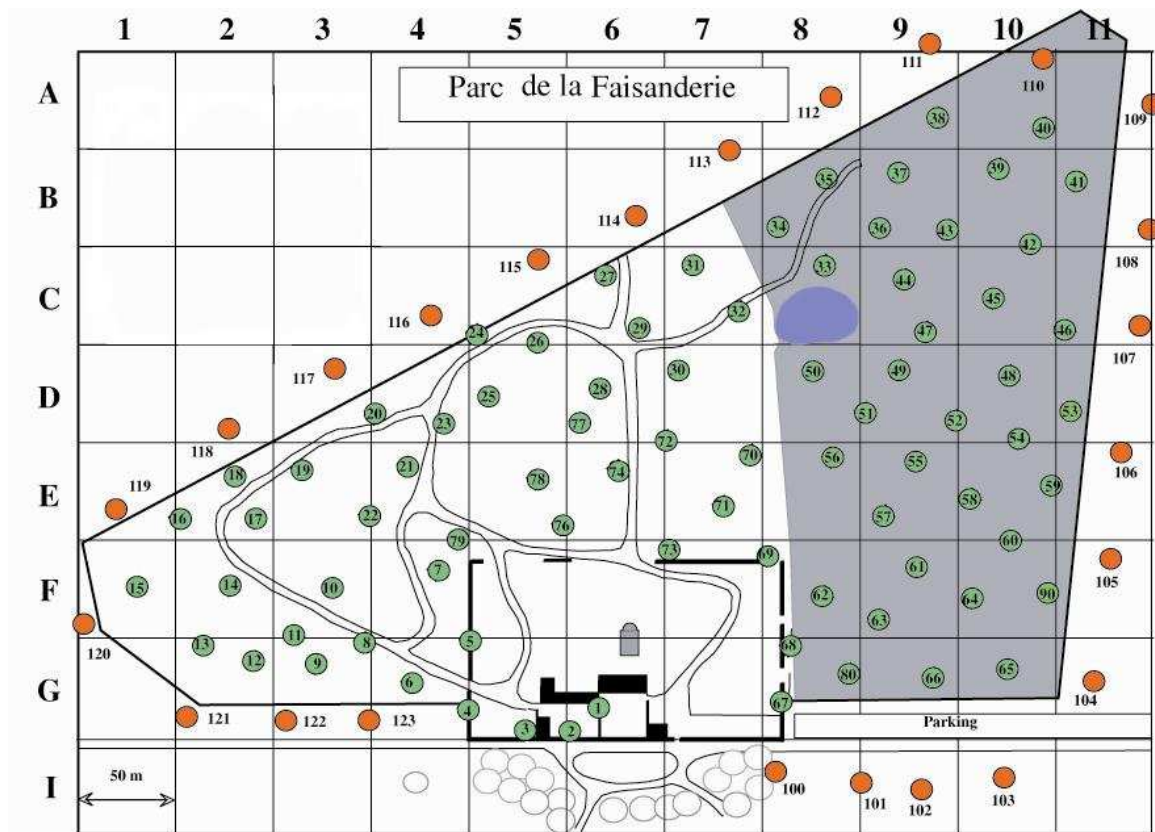 1 2 3 4 5 6 7 8 9 10 11
111
A Parc de la Faisanderie 112 110 109
38 40
113
B 35 37 39 41
114 34 36 43 42 108
115 27 31 33
C 44 45
116 32 107
24 29 47 46
26
117 30 50 49 48
D 28
25
20 51 53
118 23 77 52
72 54
70 56 106
119 18 19 21 74 55
E 78 59
71 58
16 17 22 76 57
79 73 60
69 105
7 61
F 15 14 10 62 64 90
63
120 11 8 5 68
13 12 9 65
G 6 80 66 104
4 1 67
121 122 123 3 2 Parking
50 m
I 100 101 102 103